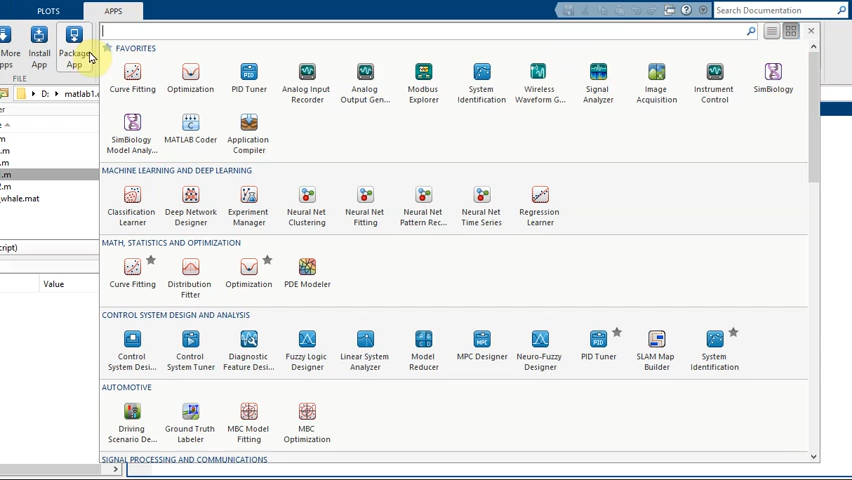 PLOTS
APPS
Search Documentation
More
pps
Install
App
Package
App
FILE
D:
matlab1.
.m
.m
.m
.m
2.m
whale.mat
cript)
Value
FAVORITES
Curve Fitting
Optimization
PID Tuner
Analog Input
Recorder
Analog
Output Gen...
Modbus
Explorer
System
Identification
Wireless
Waveform G...
Signal
Analyzer
Image
Acquisition
Instrument
Control
SimBiology
SimBiology
Model Analy...
MATLAB Coder
Application
Compiler
MACHINE LEARNING AND DEEP LEARNING
Classification
Learner
Deep Network
Designer
Experiment
Manager
Neural Net
Clustering
Neural Net
Fitting
Neural Net
Pattern Rec...
Neural Net
Time Series
Regression
Learner
MATH, STATISTICS AND OPTIMIZATION
Curve Fitting
Distribution
Fitter
Optimization
PDE Modeler
CONTROL SYSTEM DESIGN AND ANALYSIS
Control
System Desi...
Control
System Tuner
Diagnostic
Feature Desi...
Fuzzy Logic
Designer
Linear System
Analyzer
Model
Reducer
MPC Designer
Neuro-Fuzzy
Designer
PID Tuner
SLAM Map
Builder
System
Identification
AUTOMOTIVE
Driving
Scenario De...
Ground Truth
Labeler
MBC Model
Fitting
MBC
Optimization
SIGNAL PROCESSING AND COMMUNICATIONS